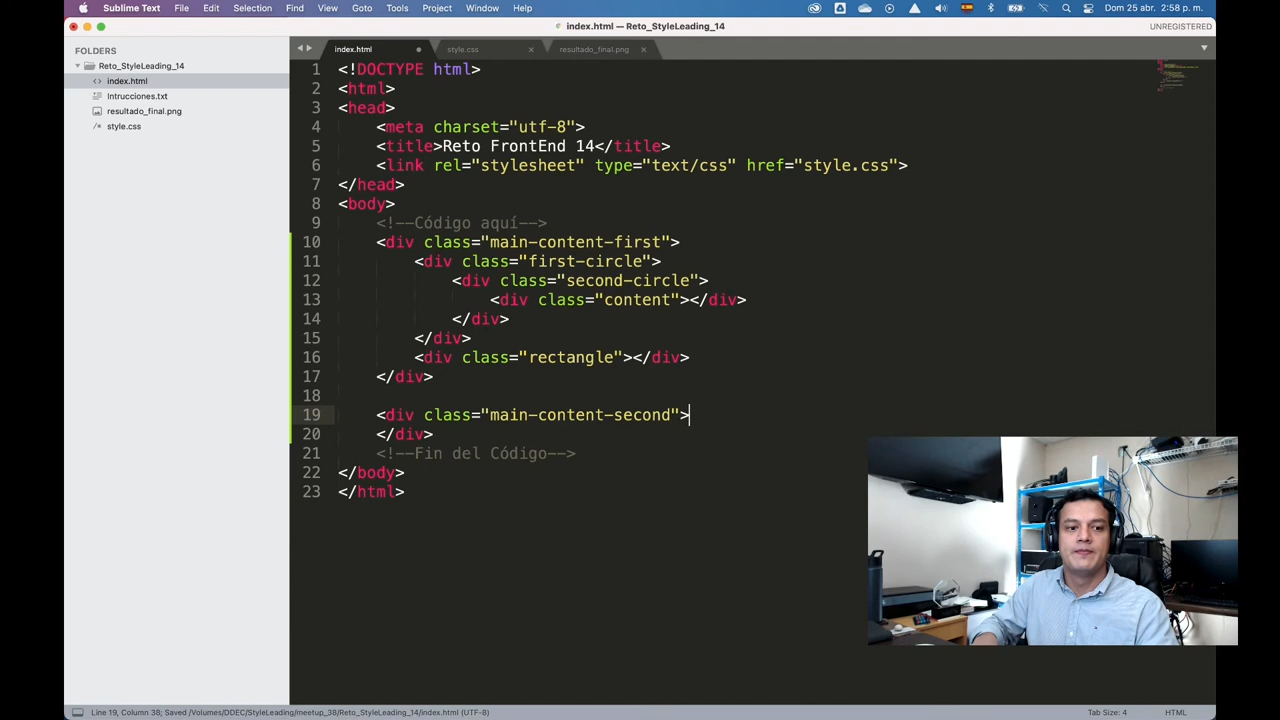 Sublime Text File Edit Selection Find View Goto Tools Project Window Help Dom 25 abr. 2:58 p. m.
index.html — Reto_StyleLeading_14 UNREGISTERED
FOLDERS
Reto_StyleLeading_14
index.html
Intrucciones.txt
resultado_final.png
style.css
index.html style.css resultado_final.png
1 <!DOCTYPE html>
2 <html>
3 <head>
4 <meta charset="utf-8">
5 <title>Reto FrontEnd 14</title>
6 <link rel="stylesheet" type="text/css" href="style.css">
7 </head>
8 <body>
9 <!--Código aquí-->
10 <div class="main-content-first">
11 <div class="first-circle">
12 <div class="second-circle">
13 <div class="content"></div>
14 </div>
15 </div>
16 <div class="rectangle"></div>
17 </div>
18
19 <div class="main-content-second">
20 </div>
21 <!--Fin del Código-->
22 </body>
23 </html>
Line 19, Column 38; Saved /Volumes/DDEC/StyleLeading/meetup_38/Reto_StyleLeading_14/index.html (UTF-8) Tab Size: 4 HTML